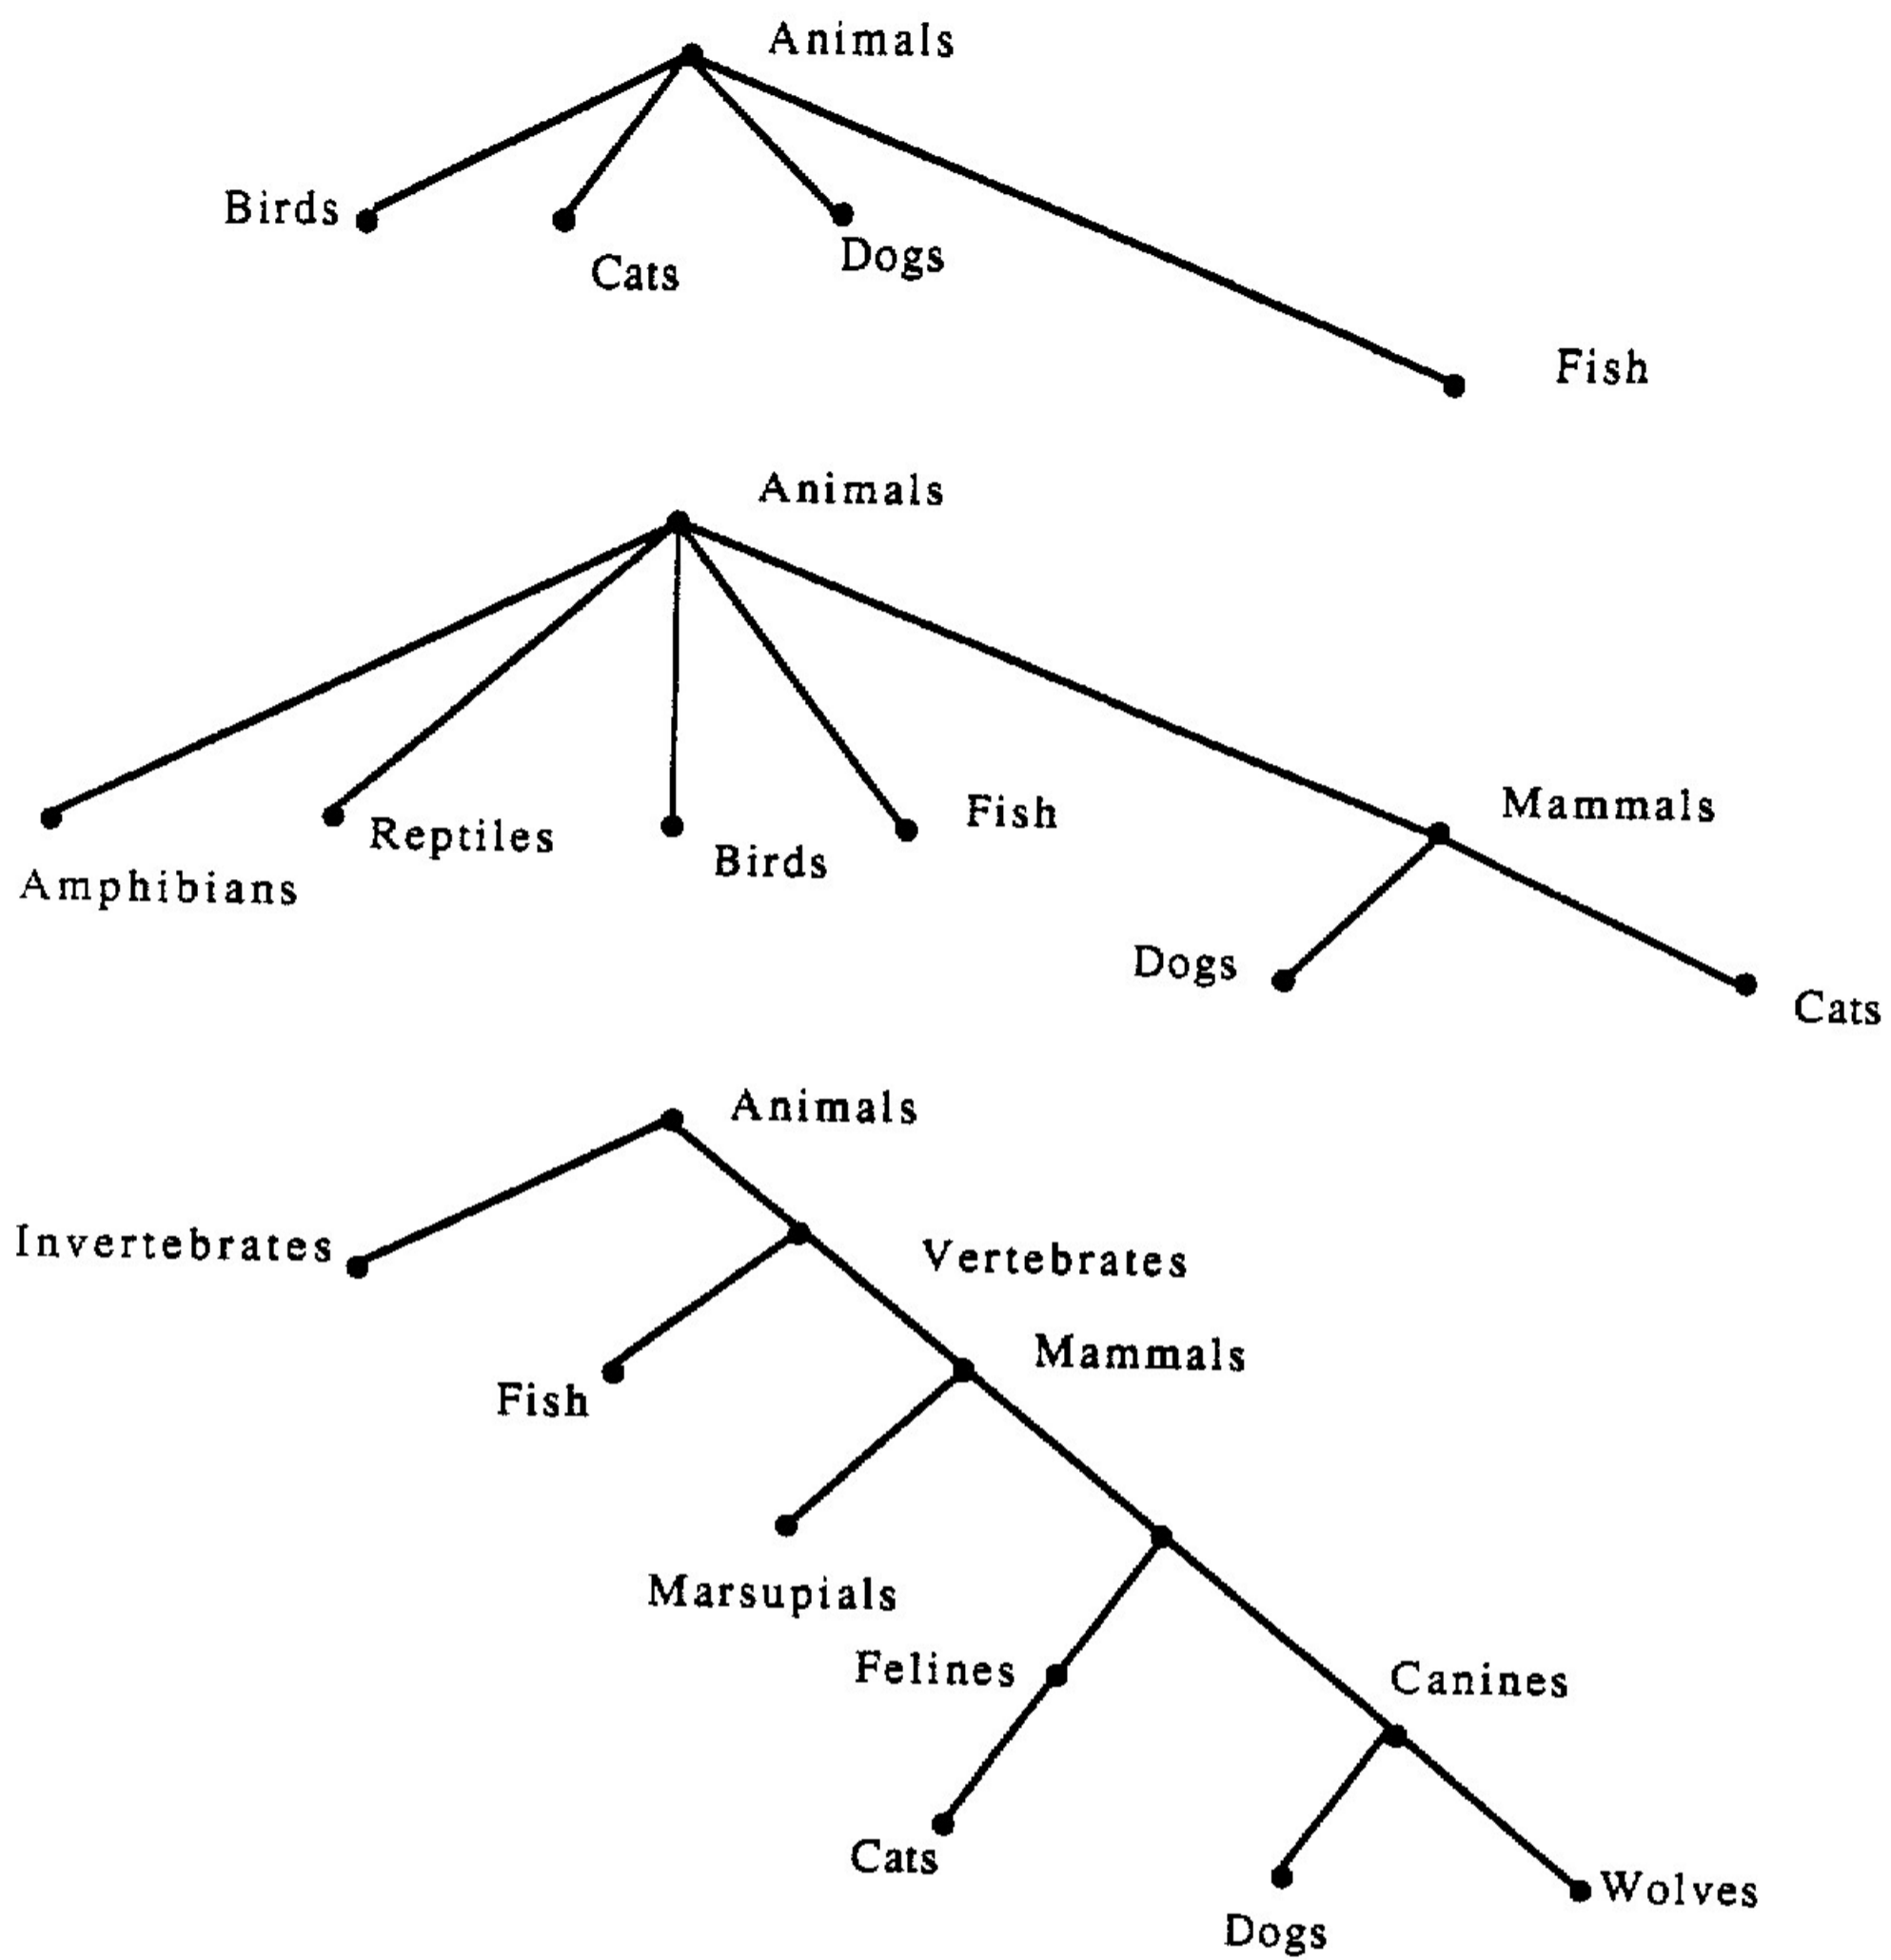 Animals
Birds
Cats
Dogs
Fish
Animals
Amphibians
Reptiles
Birds
Fish
Mammals
Dogs
Cats
Animals
Invertebrates
Vertebrates
Fish
Mammals
Marsupials
Felines
Canines
Cats
Dogs
Wolves